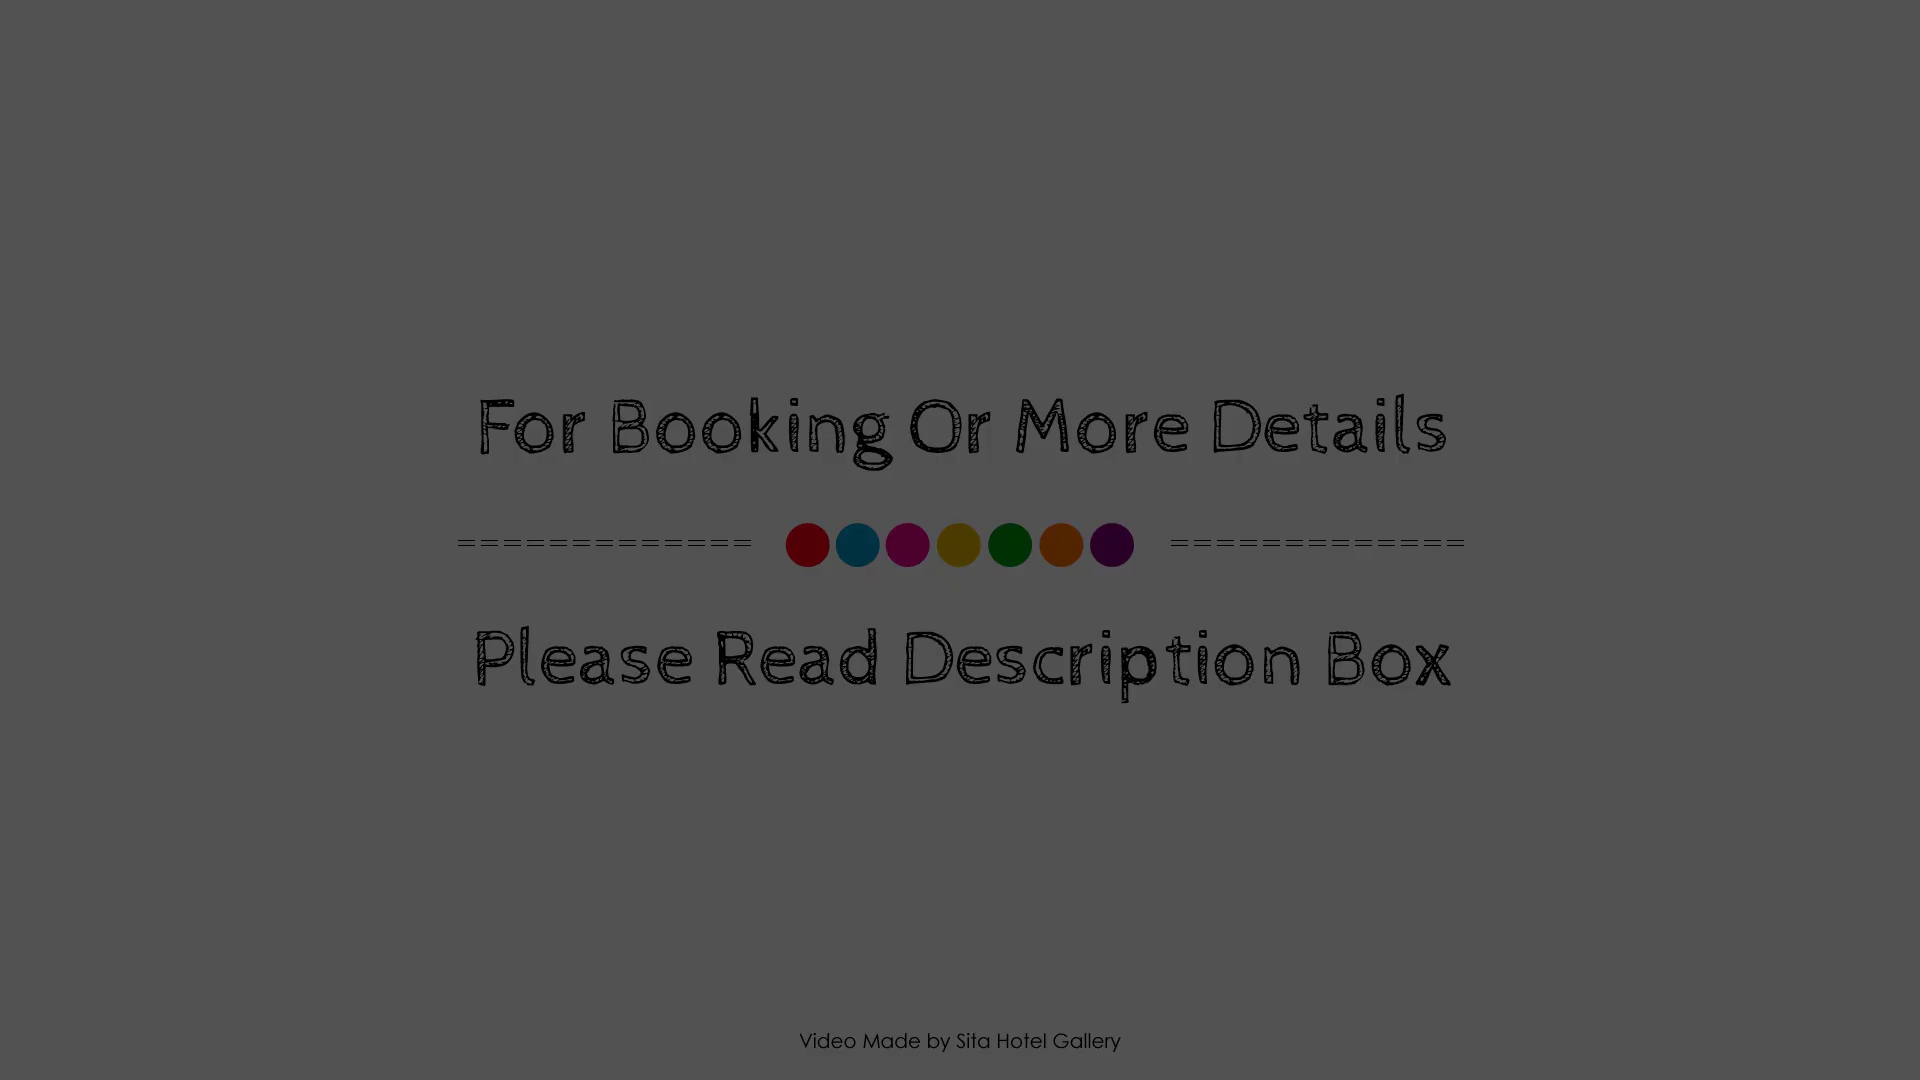 For Booking Or More Details
============= =============
Please Read Description Box
Video Made by Sita Hotel Gallery